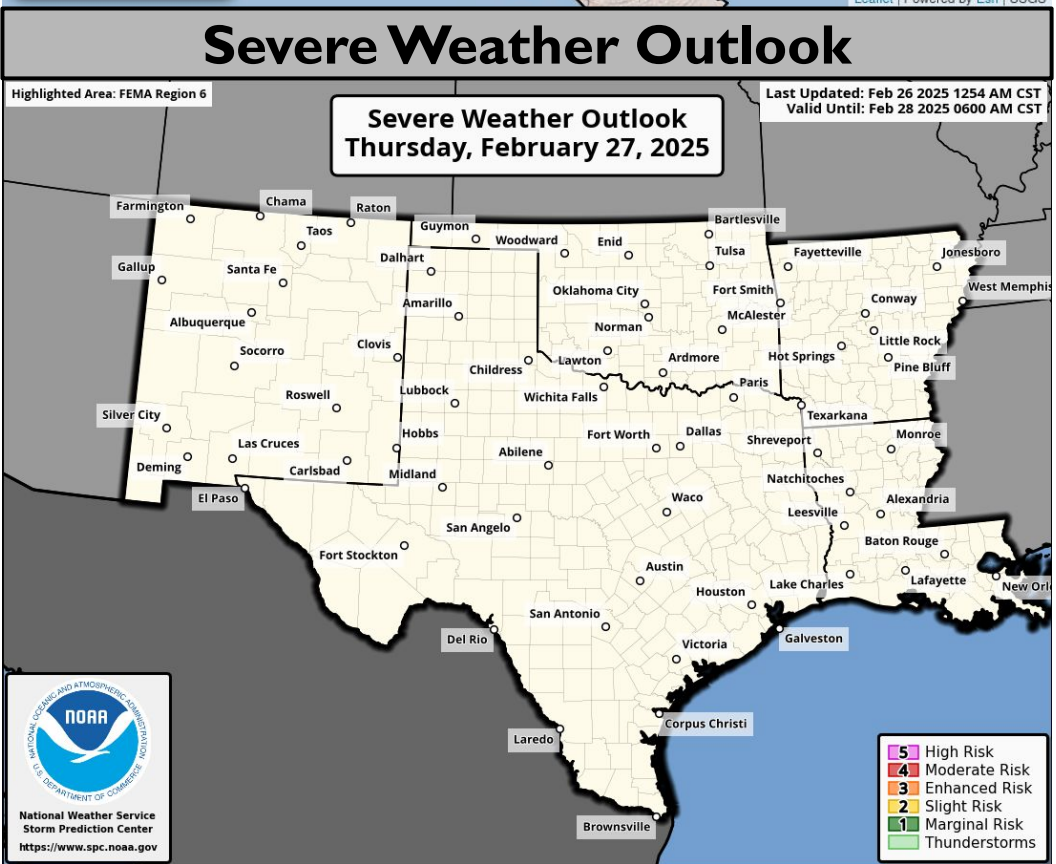 Leaflet | Powered by Esri | USGS
Severe Weather Outlook
Highlighted Area: FEMA Region 6
Last Updated: Feb 26 2025 1254 AM CST
Valid Until: Feb 28 2025 0600 AM CST
Severe Weather Outlook
Thursday, February 27, 2025
Farmington
Chama
Raton
Taos
Guymon
Woodward
Enid
Bartlesville
Tulsa
Fayetteville
Jonesboro
Gallup
Santa Fe
Dalhart
Oklahoma City
Fort Smith
West Memphis
Albuquerque
Amarillo
Norman
McAlester
Conway
Little Rock
Socorro
Clovis
Childress
Lawton
Ardmore
Hot Springs
Pine Bluff
Roswell
Lubbock
Wichita Falls
Paris
Texarkana
Silver City
Las Cruces
Hobbs
Fort Worth
Dallas
Shreveport
Monroe
Deming
Carlsbad
Midland
Abilene
Natchitoches
El Paso
Waco
Leesville
Alexandria
San Angelo
Fort Stockton
Baton Rouge
Austin
Houston
Lake Charles
Lafayette
New Orl
San Antonio
Del Rio
Victoria
Galveston
Laredo
Corpus Christi
Brownsville
NATIONAL OCEANIC AND ATMOSPHERIC ADMINISTRATION
NOAA
U.S. DEPARTMENT OF COMMERCE
National Weather Service
Storm Prediction Center
https://www.spc.noaa.gov
5 High Risk
4 Moderate Risk
3 Enhanced Risk
2 Slight Risk
1 Marginal Risk
Thunderstorms